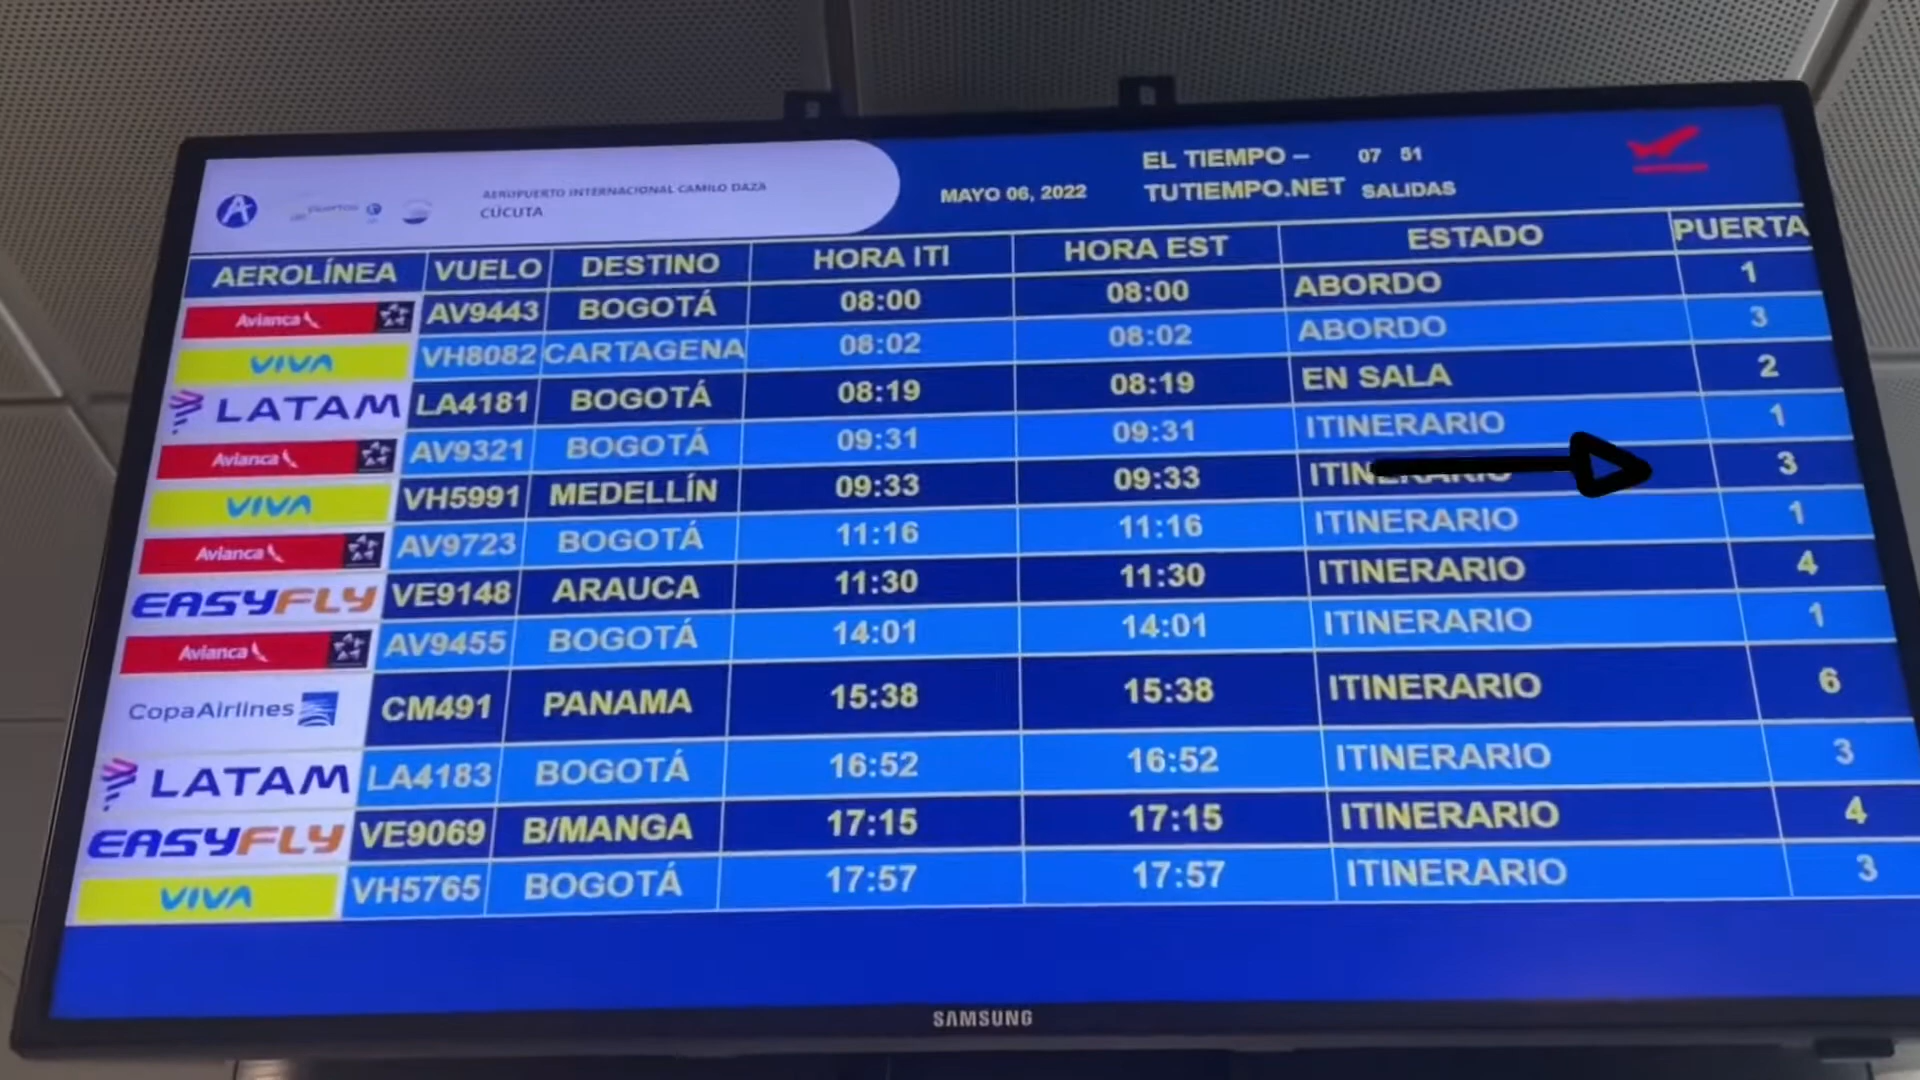 AEROPUERTO INTERNACIONAL CAMILO DAZA
CÚCUTA
MAYO 06, 2022
EL TIEMPO – 07 51
TUTIEMPO.NET SALIDAS
AEROLÍNEA VUELO DESTINO HORA ITI HORA EST ESTADO PUERTA
Avianca AV9443 BOGOTÁ 08:00 08:00 ABORDO 1
VIVA VH8082 CARTAGENA 08:02 08:02 ABORDO 3
LATAM LA4181 BOGOTÁ 08:19 08:19 EN SALA 2
Avianca AV9321 BOGOTÁ 09:31 09:31 ITINERARIO 1
VIVA VH5991 MEDELLÍN 09:33 09:33 ITINERARIO 3
Avianca AV9723 BOGOTÁ 11:16 11:16 ITINERARIO 1
EASYFLY VE9148 ARAUCA 11:30 11:30 ITINERARIO 4
Avianca AV9455 BOGOTÁ 14:01 14:01 ITINERARIO 1
CopaAirlines CM491 PANAMA 15:38 15:38 ITINERARIO 6
LATAM LA4183 BOGOTÁ 16:52 16:52 ITINERARIO 3
EASYFLY VE9069 B/MANGA 17:15 17:15 ITINERARIO 4
VIVA VH5765 BOGOTÁ 17:57 17:57 ITINERARIO 3
SAMSUNG